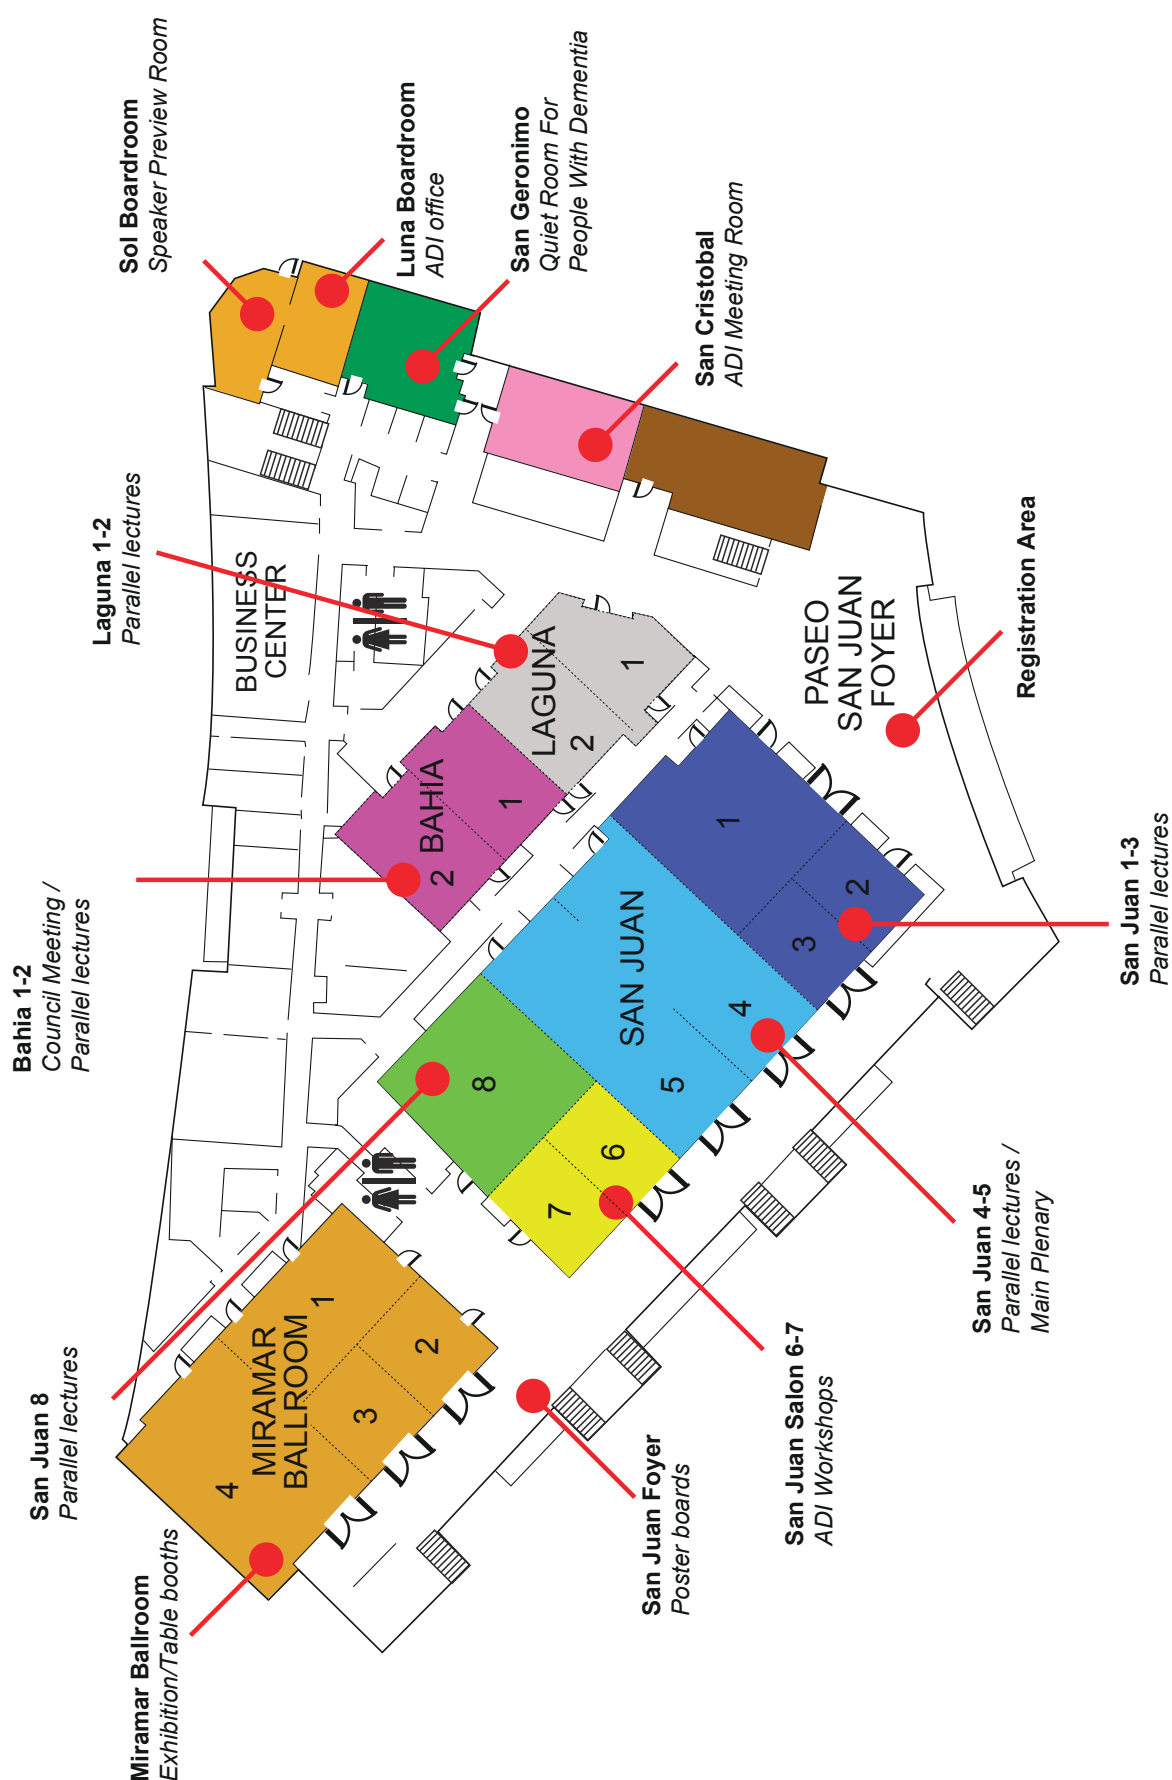 Miramar Ballroom
Exhibition/Table booths
San Juan 8
Parallel lectures
Bahia 1-2
Council Meeting /
Parallel lectures
Laguna 1-2
Parallel lectures
Sol Boardroom
Speaker Preview Room
Luna Boardroom
ADI office
San Geronimo
Quiet Room For
People With Dementia
San Cristobal
ADI Meeting Room
BUSINESS
CENTER
MIRAMAR
BALLROOM
1
2
3
4
BAHIA
1
2
LAGUNA
1
2
SAN JUAN
1
2
3
4
5
6
7
8
PASEO
SAN JUAN
FOYER
Registration Area
San Juan Foyer
Poster boards
San Juan Salon 6-7
ADI Workshops
San Juan 4-5
Parallel lectures /
Main Plenary
San Juan 1-3
Parallel lectures